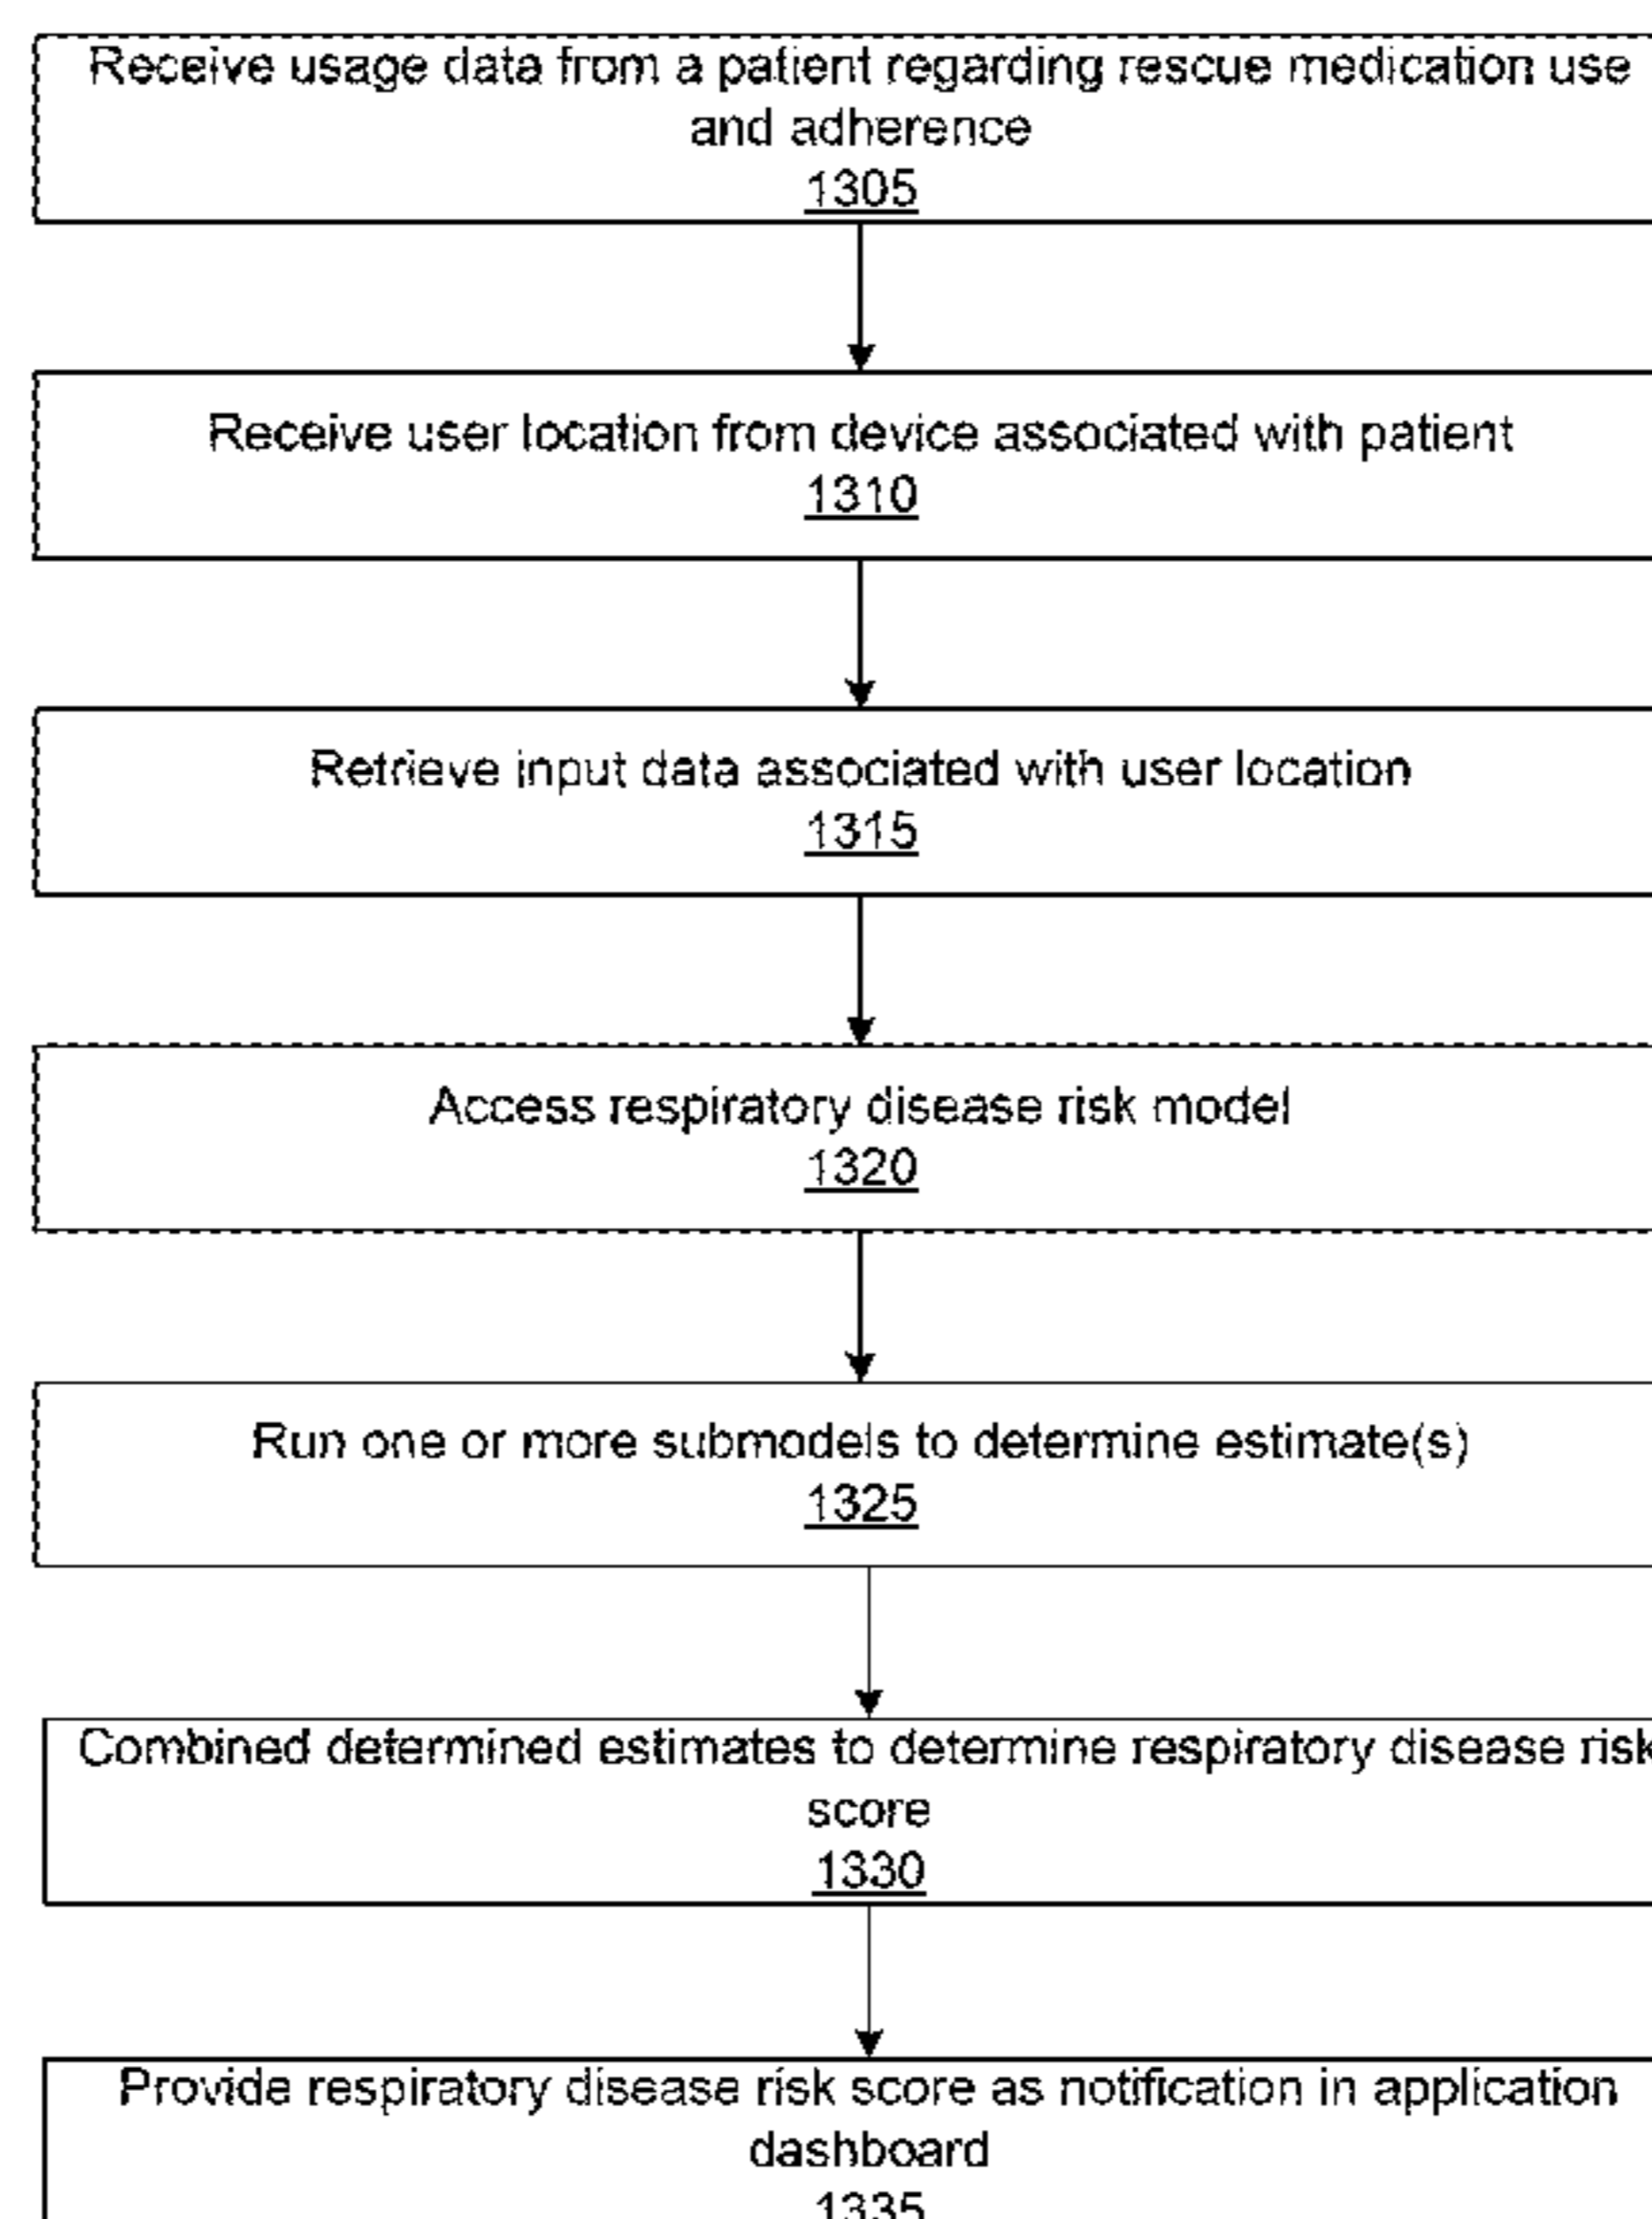 Receive usage data from a patient regarding rescue medication use
and adherence
1305
Receive user location from device associated with patient
1310
Retrieve input data associated with user location
1315
Access respiratory disease risk model
1320
Run one or more submodels to determine estimate(s)
1325
Combined determined estimates to determine respiratory disease risk
score
1330
Provide respiratory disease risk score as notification in application
dashboard
1335